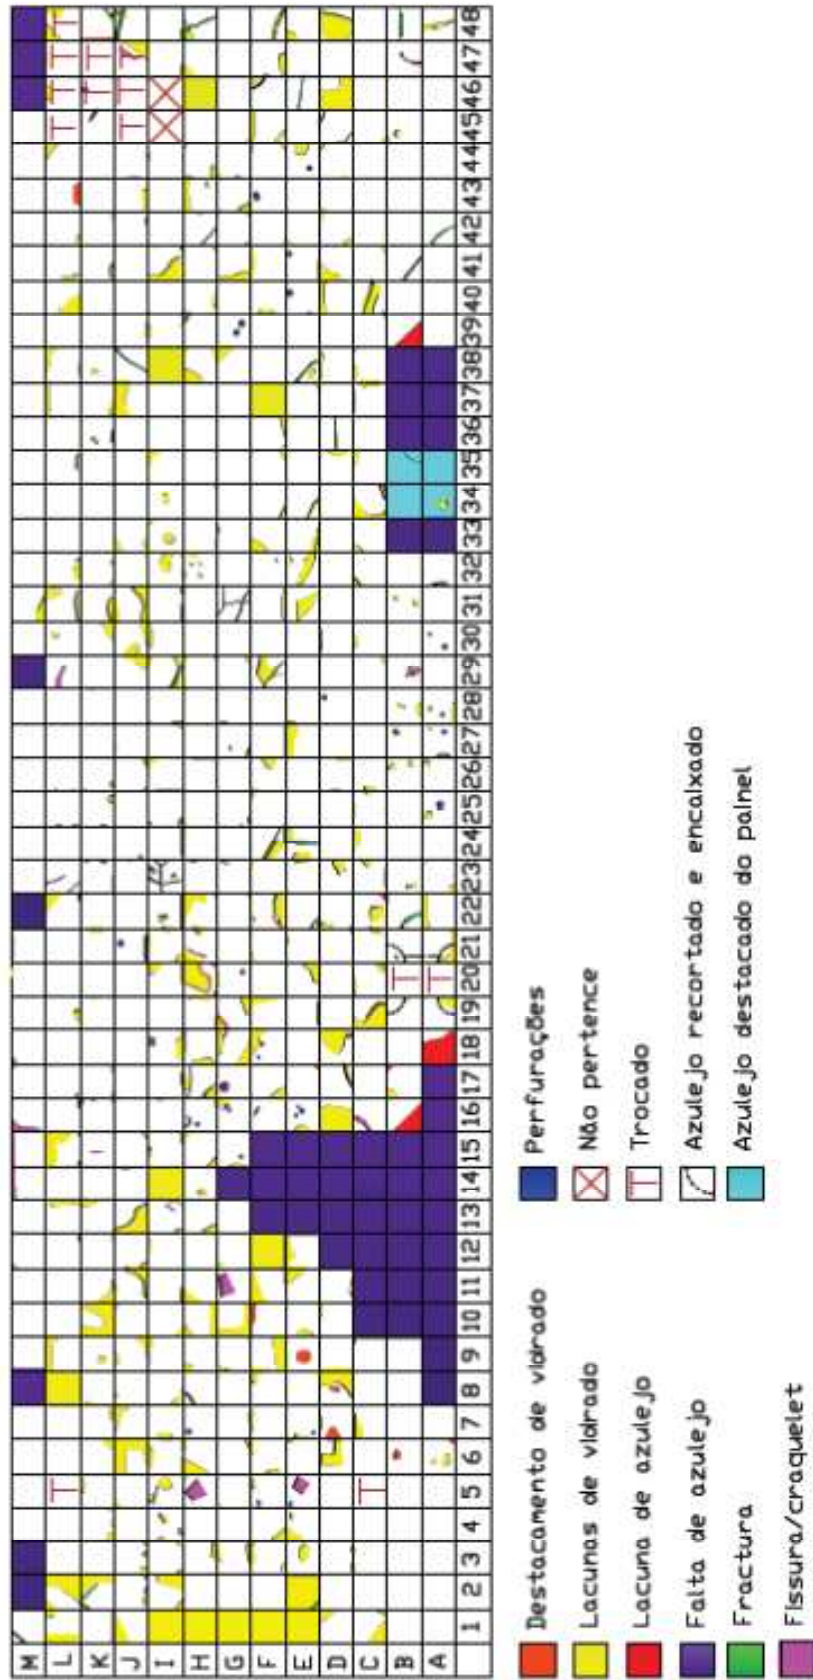 M
L
K
J
I
H
G
F
E
D
C
B
A
1 2 3 4 5 6 7 8 9 10 11 12 13 14 15 16 17 18 19 20 21 22 23 24 25 26 27 28 29 30 31 32 33 34 35 36 37 38 39 40 41 42 43 44 45 46 47 48
T T T T T
T T
T T T
T
T
T
Destacamento de vidrado
Lacunas de vidrado
Lacuna de azulejo
Falta de azulejo
Fractura
Fissura/craquelet
Perfurações
Não pertence
T Trocado
Azulejo recortado e encaixado
Azulejo destacado do painel